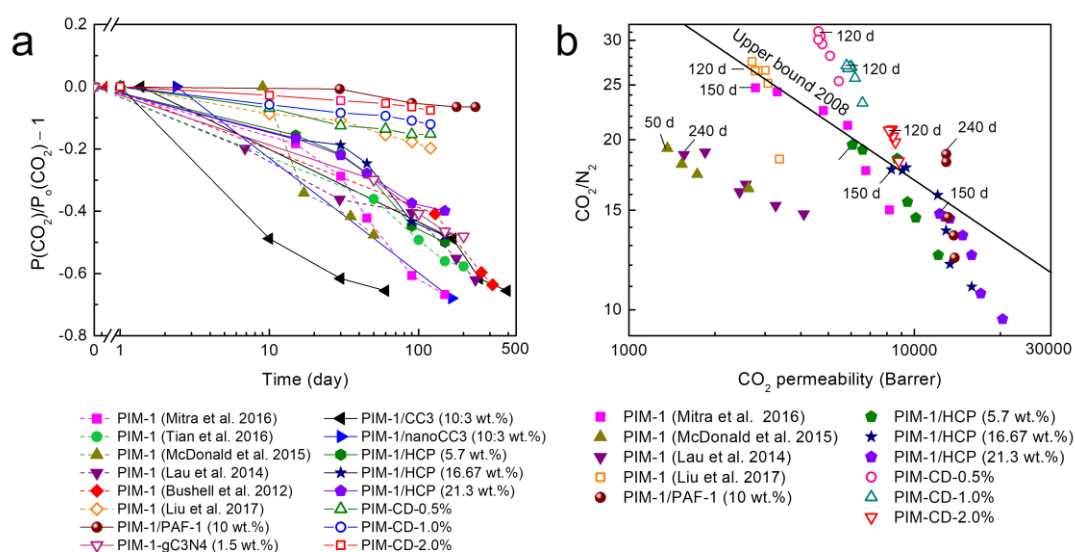 a
P(CO₂)/Pₒ(CO₂) − 1
0.2
0.0
-0.2
-0.4
-0.6
-0.8
0 1 10 100 500
Time (day)
PIM-1 (Mitra et al. 2016)
PIM-1 (Tian et al. 2016)
PIM-1 (McDonald et al. 2015)
PIM-1 (Lau et al. 2014)
PIM-1 (Bushell et al. 2012)
PIM-1 (Liu et al. 2017)
PIM-1/PAF-1 (10 wt.%)
PIM-1-gC3N4 (1.5 wt.%)
PIM-1/CC3 (10:3 wt.%)
PIM-1/nanoCC3 (10:3 wt.%)
PIM-1/HCP (5.7 wt.%)
PIM-1/HCP (16.67 wt.%)
PIM-1/HCP (21.3 wt.%)
PIM-CD-0.5%
PIM-CD-1.0%
PIM-CD-2.0%
b
CO₂/N₂
30
25
20
15
10
120 d
Upper bound 2008
120 d
120 d
150 d
50 d
240 d
120 d
240 d
150 d
150 d
1000 10000 30000
CO₂ permeability (Barrer)
PIM-1
(Mitra et al. 2016)
PIM-1 (McDonald et al. 2015)
PIM-1 (Lau et al. 2014)
PIM-1 (Liu et al. 2017)
PIM-1/PAF-1 (10 wt.%)
PIM-1/HCP (5.7 wt.%)
PIM-1/HCP (16.67 wt.%)
PIM-1/HCP (21.3 wt.%)
PIM-CD-0.5%
PIM-CD-1.0%
PIM-CD-2.0%